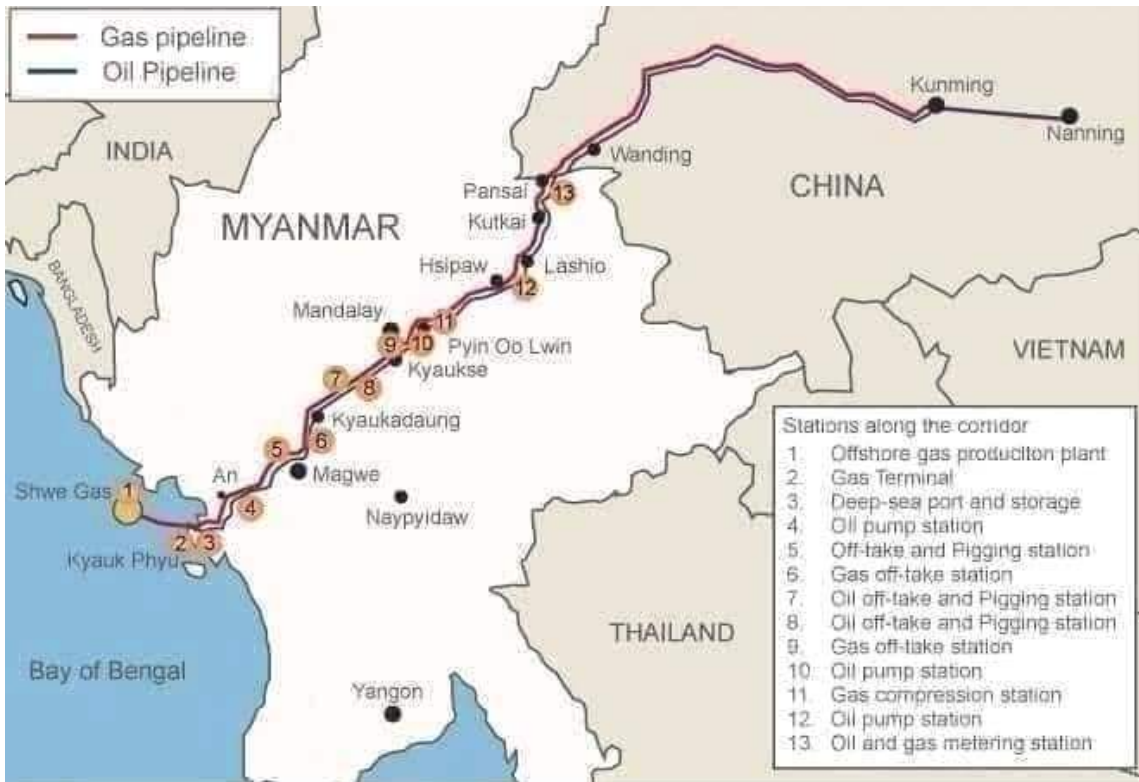 Gas pipeline
Oil Pipeline
Kunming
Nanning
INDIA
Wanding
CHINA
Pansai
13
Kutkai
MYANMAR
Hsipaw
Lashio
12
BANGLADESH
Mandalay
11
9
10
Pyin Oo Lwin
VIETNAM
Kyaukse
7
8
Kyaukadaung
6
5
An
Magwe
Shwe Gas
1
4
Naypyidaw
2
3
Kyauk Phyu
THAILAND
Bay of Bengal
Yangon
Stations along the corridor
1. Offshore gas produciton plant
2. Gas Terminal
3. Deep-sea port and storage
4. Oil pump station
5. Off-take and Pigging station
6. Gas off-take station
7. Oil off-take and Pigging station
8. Oil off-take and Pigging station
9. Gas off-take station
10. Oil pump station
11. Gas compression station
12. Oil pump station
13. Oil and gas metering station